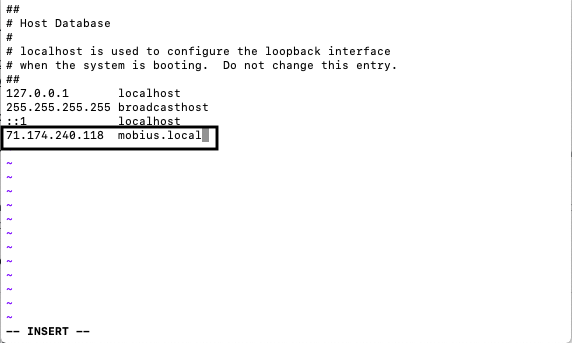 ##
# Host Database
#
# localhost is used to configure the loopback interface
# when the system is booting.  Do not change this entry.
##
127.0.0.1       localhost
255.255.255.255 broadcasthost
::1             localhost
71.174.240.118  mobius.local
~
~
~
~
~
~
~
~
~
~
~
~
-- INSERT --